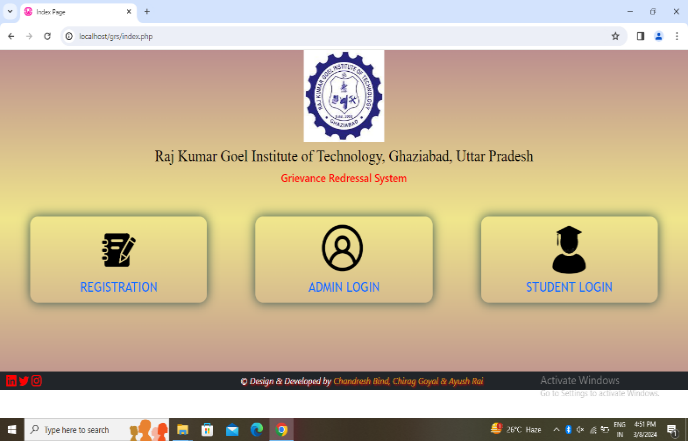 Index Page
localhost/grs/index.php
RAJ KUMAR GOEL INSTITUTE OF TECHNOLOGY
GHAZIABAD
Raj Kumar Goel Institute of Technology, Ghaziabad, Uttar Pradesh
Grievance Redressal System
REGISTRATION
ADMIN LOGIN
STUDENT LOGIN
© Design & Developed by Chandresh Bind, Chirag Goyal & Ayush Rai
Activate Windows
Go to Settings to activate Windows.
Type here to search
26°C Haze
ENG
IN
4:51 PM
3/8/2024